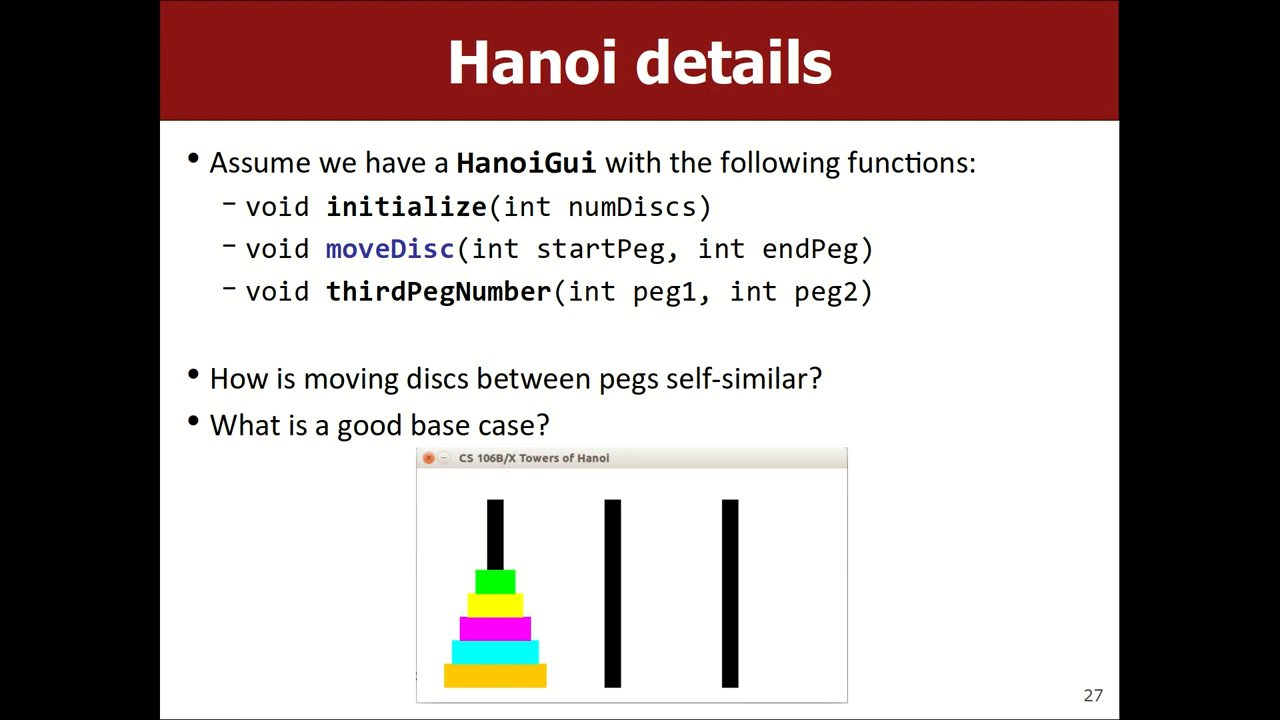 Hanoi details
• Assume we have a HanoiGui with the following functions:
– void initialize(int numDiscs)
– void moveDisc(int startPeg, int endPeg)
– void thirdPegNumber(int peg1, int peg2)
• How is moving discs between pegs self-similar?
• What is a good base case?
CS 106B/X Towers of Hanoi
27